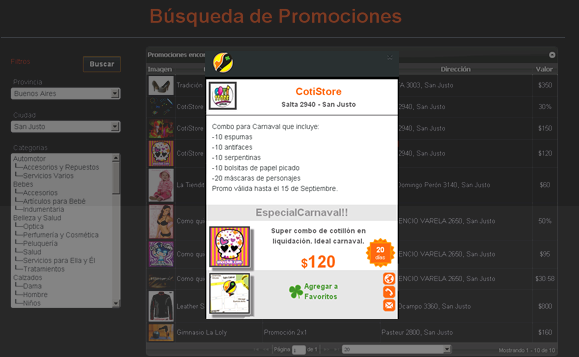 Búsqueda de Promociones
Filtros
Buscar
Provincia
Buenos Aires
Ciudad
San Justo
Categorías
Automotor
Accesorios y Repuestos
Servicios Varios
Bebes
Accesorios
Artículos para Bebé
Indumentaria
Belleza y Salud
Optica
Perfumería y Cosmética
Peluquería
Salud
Servicios para Ella y Él
Tratamientos
Calzados
Dama
Hombre
Niños
Promociones encon
Imagen
Dirección
Valor
Tradición
A 3003, San Justo
$350
CotiStore
2940, San Justo
30%
CotiStore
2940, San Justo
$150
CotiStore
2940, San Justo
$120
La Tiendit
Domingo Perón 3140, San Justo
$60
Como que
ENCIO VARELA 2650, San Justo
50%
Como que
ENCIO VARELA 2650, San Justo
$95
Como que
ENCIO VARELA 2650, San Justo
$30.58
Leather S
Ocampo 3360, San Justo
$800
Gimnasio La Loly
Promoción 2x1
Pasteur 2800, San Justo
$160
Página
de 1
20
Mostrando 1 - 10 de 10
CotiStore
Salta 2940 - San Justo
Combo para Carnaval que incluye:
-10 espumas
-10 antifaces
-10 serpentinas
-10 bolsitas de papel picado
-20 máscaras de personajes
Promo válida hasta el 15 de Septiembre.
EspecialCarnaval!!
Super combo de cotillón en
liquidación. Ideal carnaval.
$120
20
días
Agregar a
Favoritos